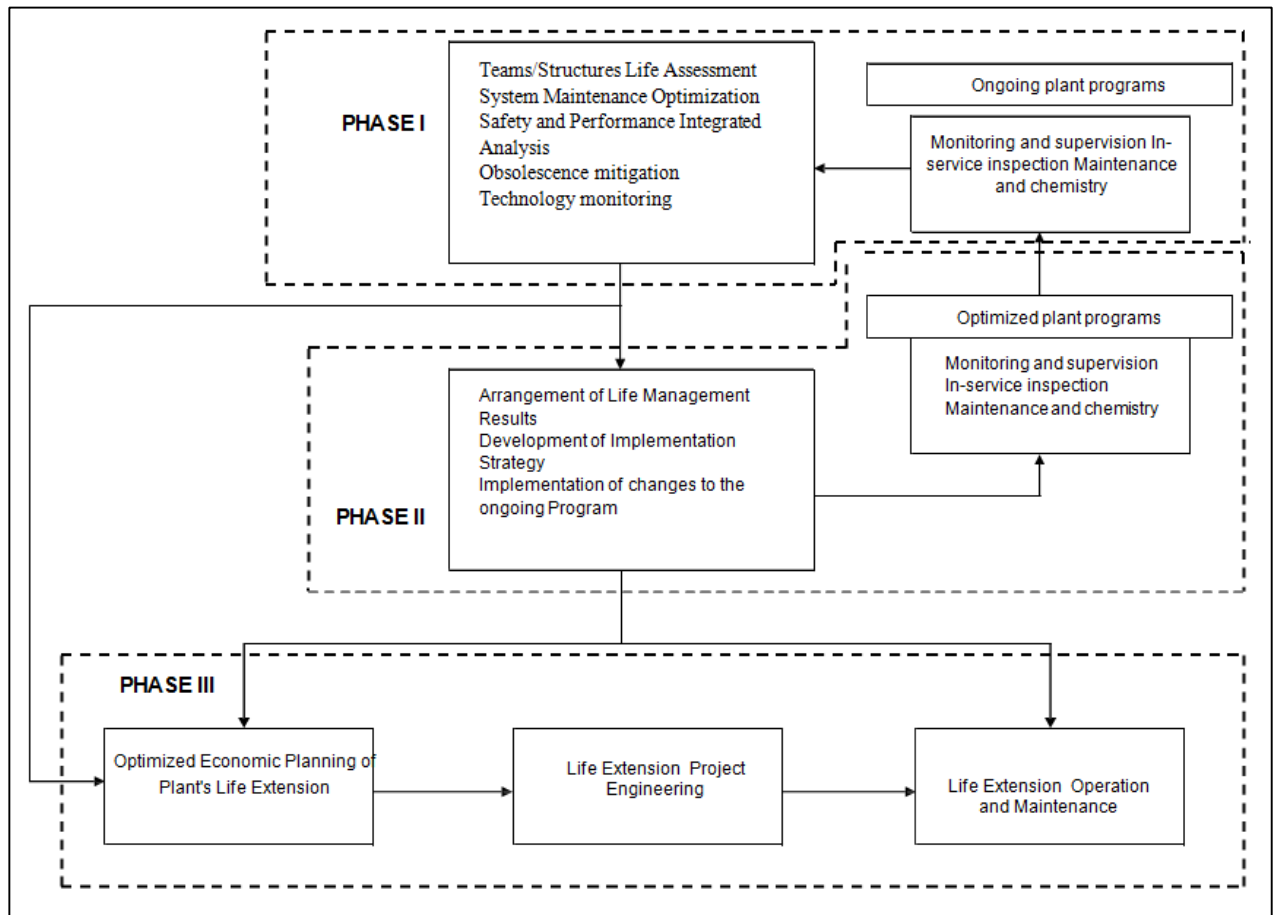 PHASE I
Teams/Structures Life Assessment
System Maintenance Optimization
Safety and Performance Integrated
Analysis
Obsolescence mitigation
Technology monitoring
Ongoing plant programs
Monitoring and supervision In-
service inspection Maintenance
and chemistry
Optimized plant programs
Monitoring and supervision
In-service inspection
Maintenance and chemistry
PHASE II
Arrangement of Life Management
Results
Development of Implementation
Strategy
Implementation of changes to the
ongoing Program
PHASE III
Optimized Economic Planning of
Plant's Life Extension
Life Extension Project
Engineering
Life Extension Operation
and Maintenance